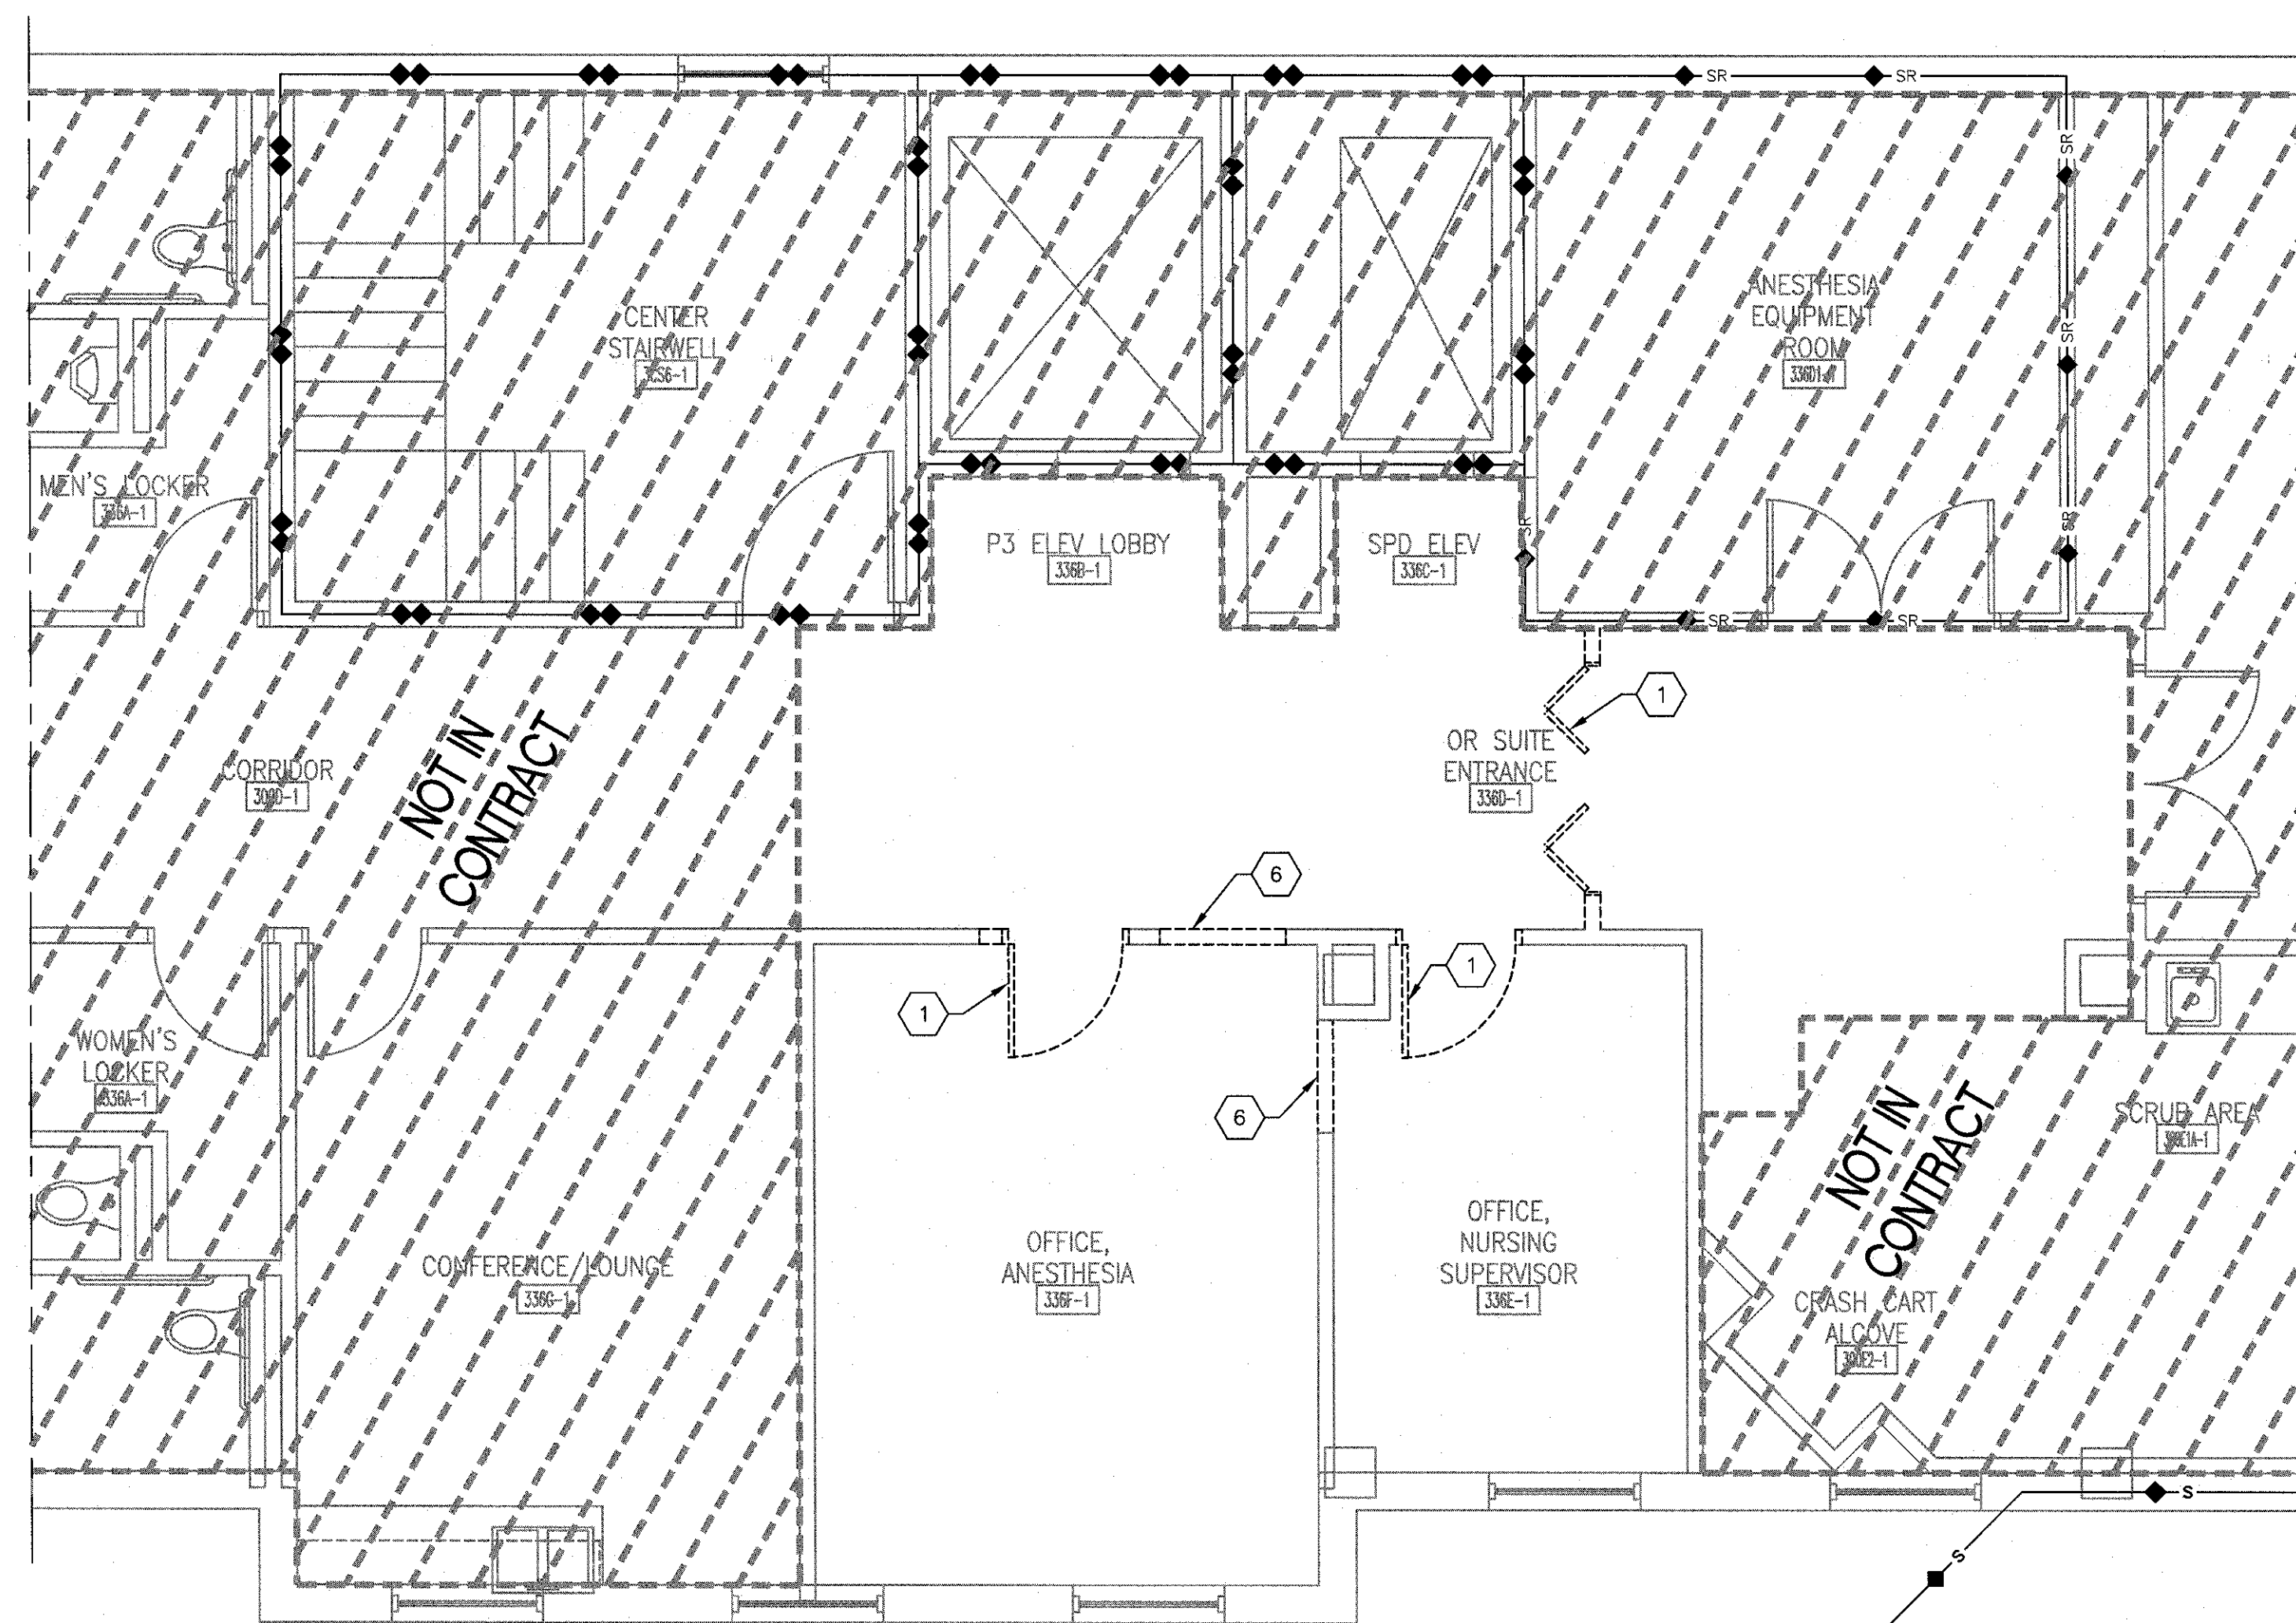 SR
SR
SR
SR
SR
SR
SR
SR
CENTER
STAIRWELL
ANESTHESIA
EQUIPMENT
ROOM
MEN'S LOCKER
336A-1
P3 ELEV LOBBY
336B-1
SPD ELEV
336C-1
1
OR SUITE
ENTRANCE
336D-1
CORRIDOR
NOT IN
CONTRACT
6
1
1
6
WOMEN'S
LOCKER
336A-1
NOT IN
CONTRACT
SCRUB AREA
OFFICE,
NURSING
SUPERVISOR
336E-1
OFFICE,
ANESTHESIA
336F-1
CONFERENCE/LOUNGE
336G-1
CRASH CART
ALCOVE
S
S